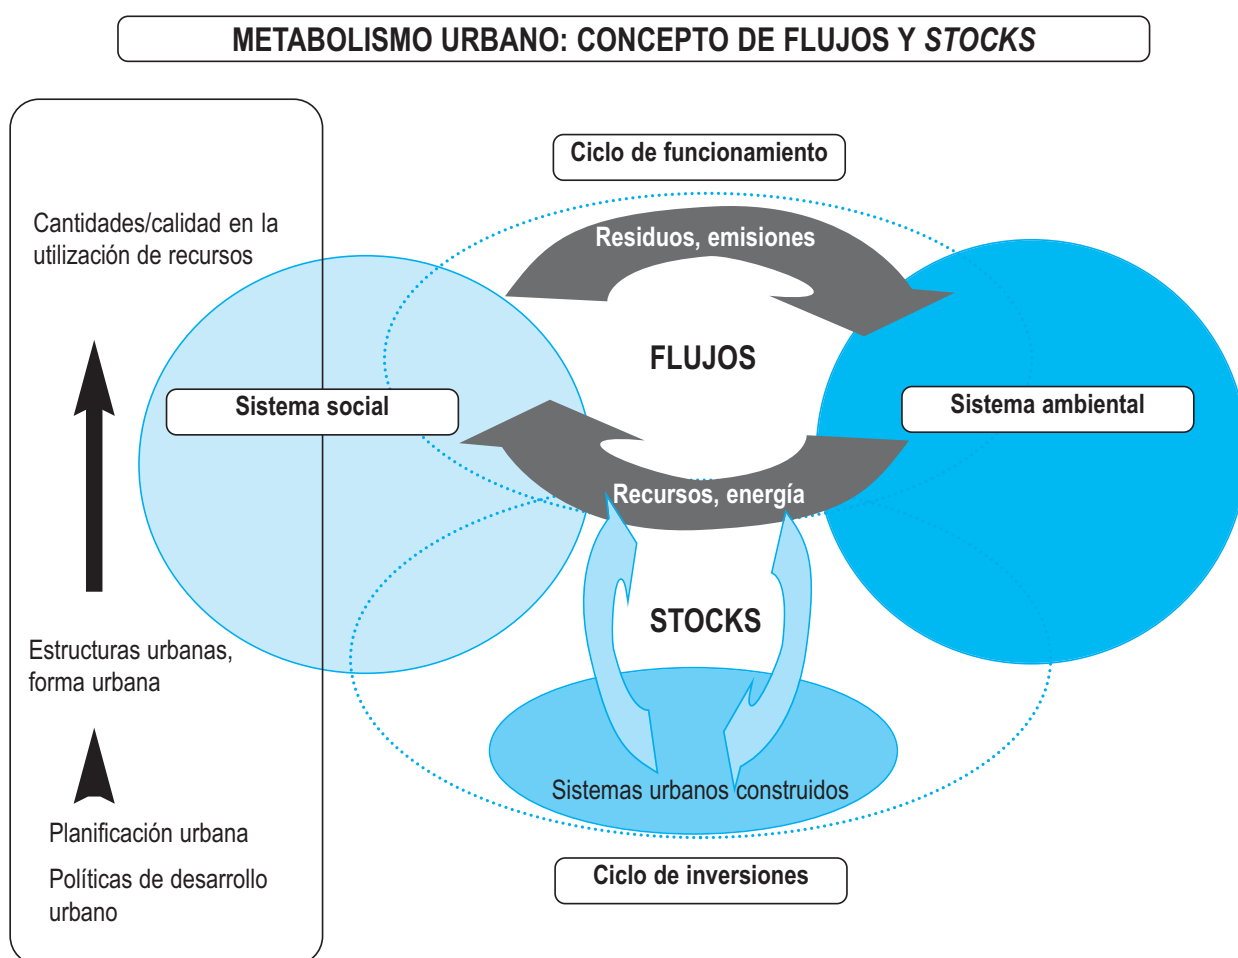 METABOLISMO URBANO: CONCEPTO DE FLUJOS Y STOCKS
Ciclo de funcionamiento
Cantidades/calidad en la
utilización de recursos
Residuos, emisiones
FLUJOS
Sistema social
Sistema ambiental
Recursos, energía
STOCKS
Estructuras urbanas,
forma urbana
Sistemas urbanos construidos
Planificación urbana
Políticas de desarrollo
urbano
Ciclo de inversiones